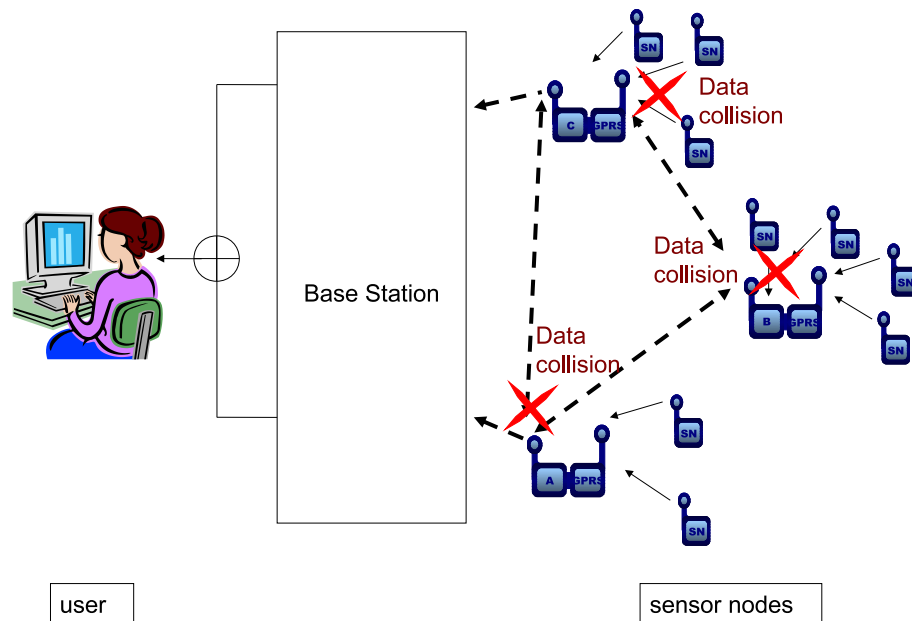 SN
SN
Data
collision
C
GPRS
SN
SN
SN
Data
collision
SN
Base Station
B
GPRS
SN
Data
collision
SN
A
GPRS
SN
user
sensor nodes